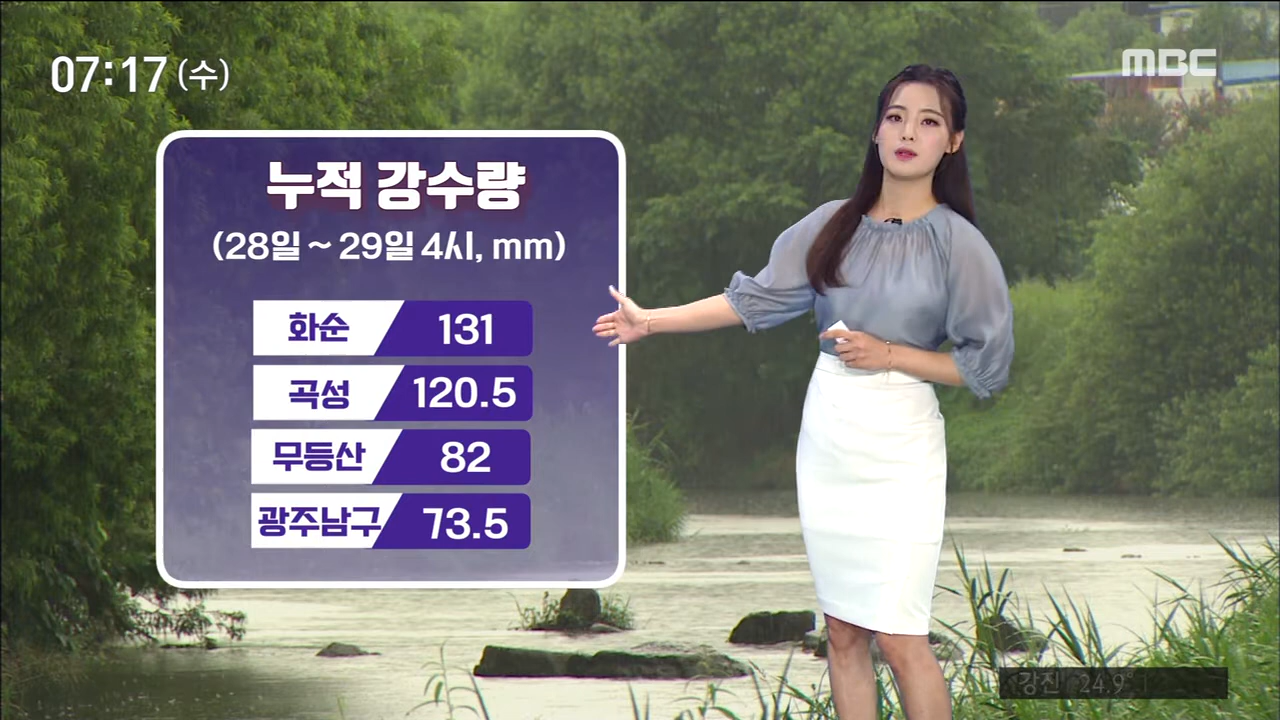 07:17 (수)
MBC
누적 강수량
(28일 ~ 29일 4시, mm)
화순 131
곡성 120.5
무등산 82
광주남구 73.5
강진 24.9°